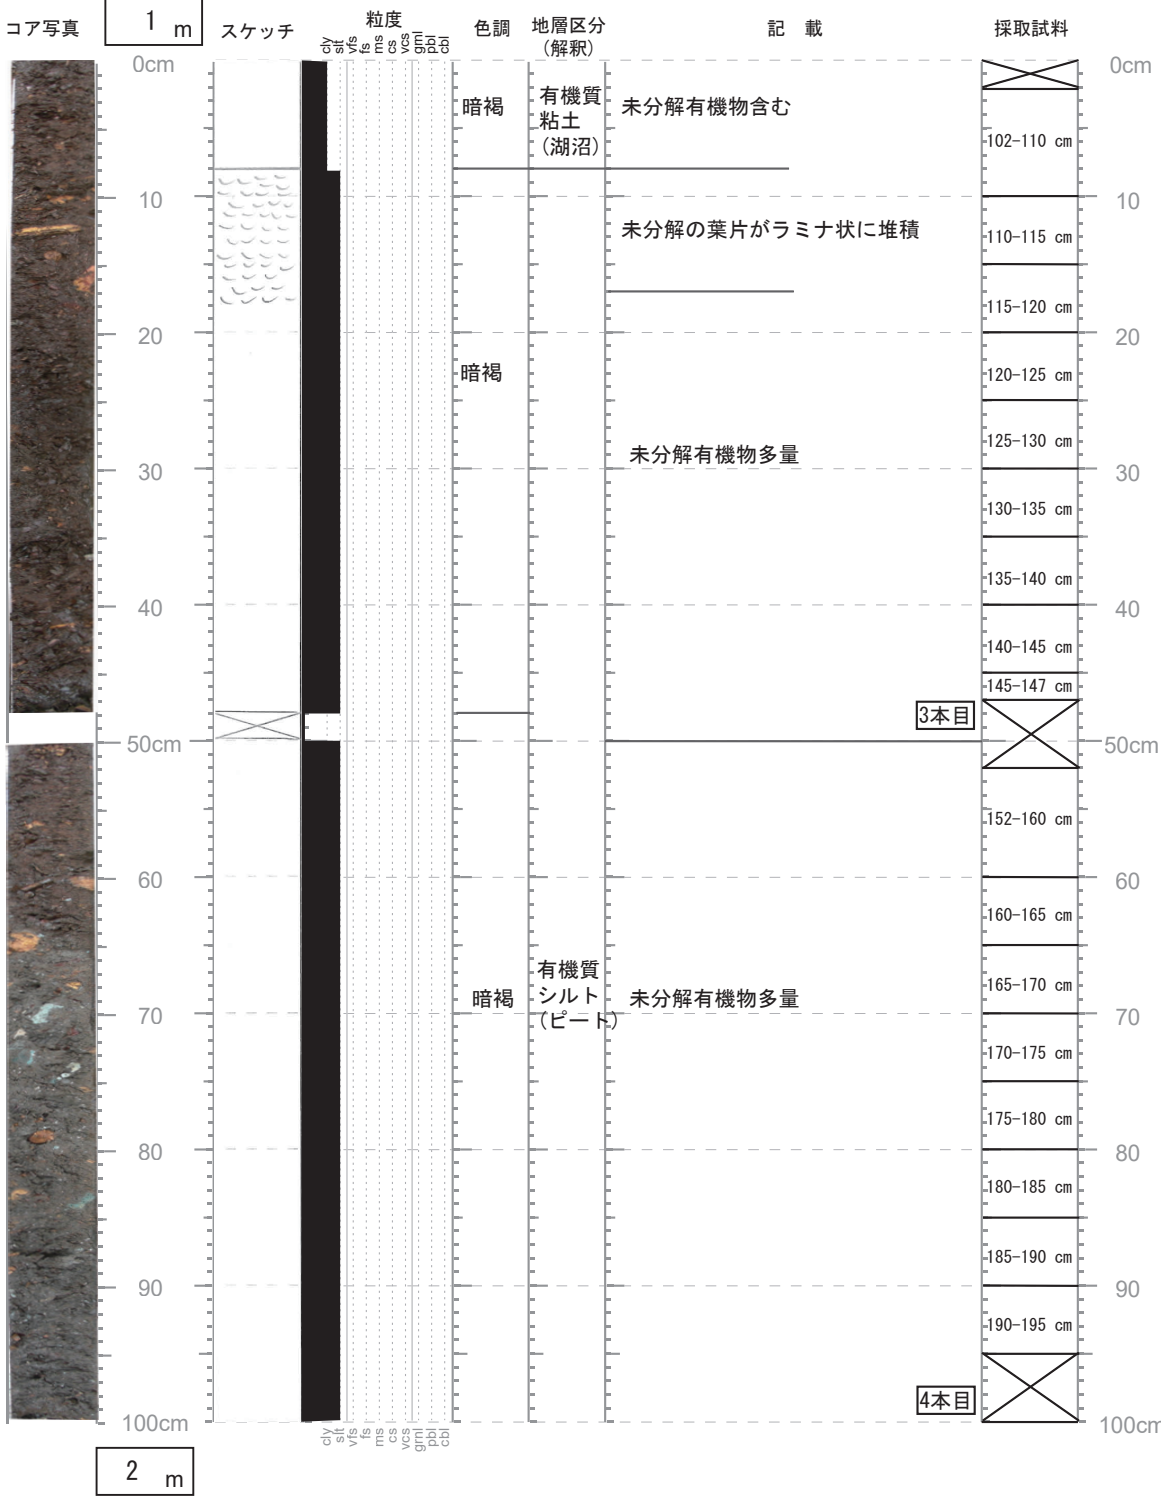 コア写真
1 m
スケッチ
粒度
cly slt vfs fs ms cs vcs grnl pbl cbl
色調
地層区分
（解釈）
記 載
採取試料
0cm
10
20
30
40
50cm
60
70
80
90
100cm
暗褐
有機質
粘土
（湖沼）
未分解有機物含む
未分解の葉片がラミナ状に堆積
暗褐
未分解有機物多量
3本目
暗褐
有機質
シルト
（ピート）
未分解有機物多量
4本目
102-110 cm
110-115 cm
115-120 cm
120-125 cm
125-130 cm
130-135 cm
135-140 cm
140-145 cm
145-147 cm
152-160 cm
160-165 cm
165-170 cm
170-175 cm
175-180 cm
180-185 cm
185-190 cm
190-195 cm
0cm
10
20
30
40
50cm
60
70
80
90
100cm
cly slt vfs fs ms cs vcs grnl pbl cbl
2 m